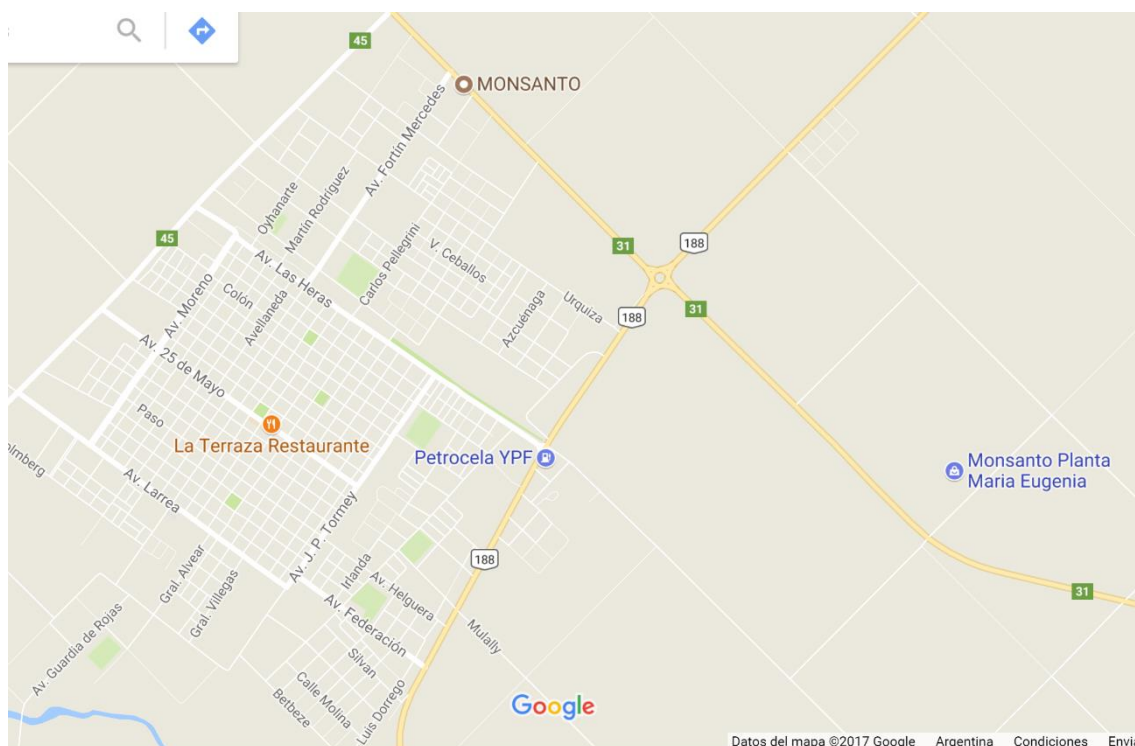 45
MONSANTO
Av. Fortín Mercedes
Oyhanarte
Martín Rodríguez
45
31
188
Av. Las Heras
Carlos Pellegrini
V. Ceballos
Av. Moreno
Colón
Avellaneda
Azcuénaga
Urquiza
188
31
Av. 25 de Mayo
Paso
La Terraza Restaurante
Petrocela YPF
Monsanto Planta
Maria Eugenia
olmberg
Av. Larrea
Av. J. P. Tormey
188
Gral. Alvear
Gral. Villegas
Irlanda
Av. Helguera
31
Av. Guardia de Rojas
Av. Federación
Mulally
Silvan
Calle Molina
Betbeze
Luis Dorrego
Google
Datos del mapa ©2017 Google Argentina Condiciones Envia